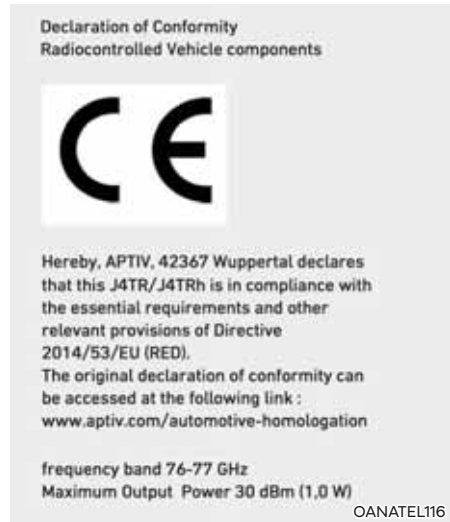 Declaration of Conformity
Radiocontrolled Vehicle components
CE
Hereby, APTIV, 42367 Wuppertal declares
that this J4TR/J4TRh is in compliance with
the essential requirements and other
relevant provisions of Directive
2014/53/EU (RED).
The original declaration of conformity can
be accessed at the following link :
www.aptiv.com/automotive-homologation
frequency band 76-77 GHz
Maximum Output  Power 30 dBm (1,0 W)
OANATEL116